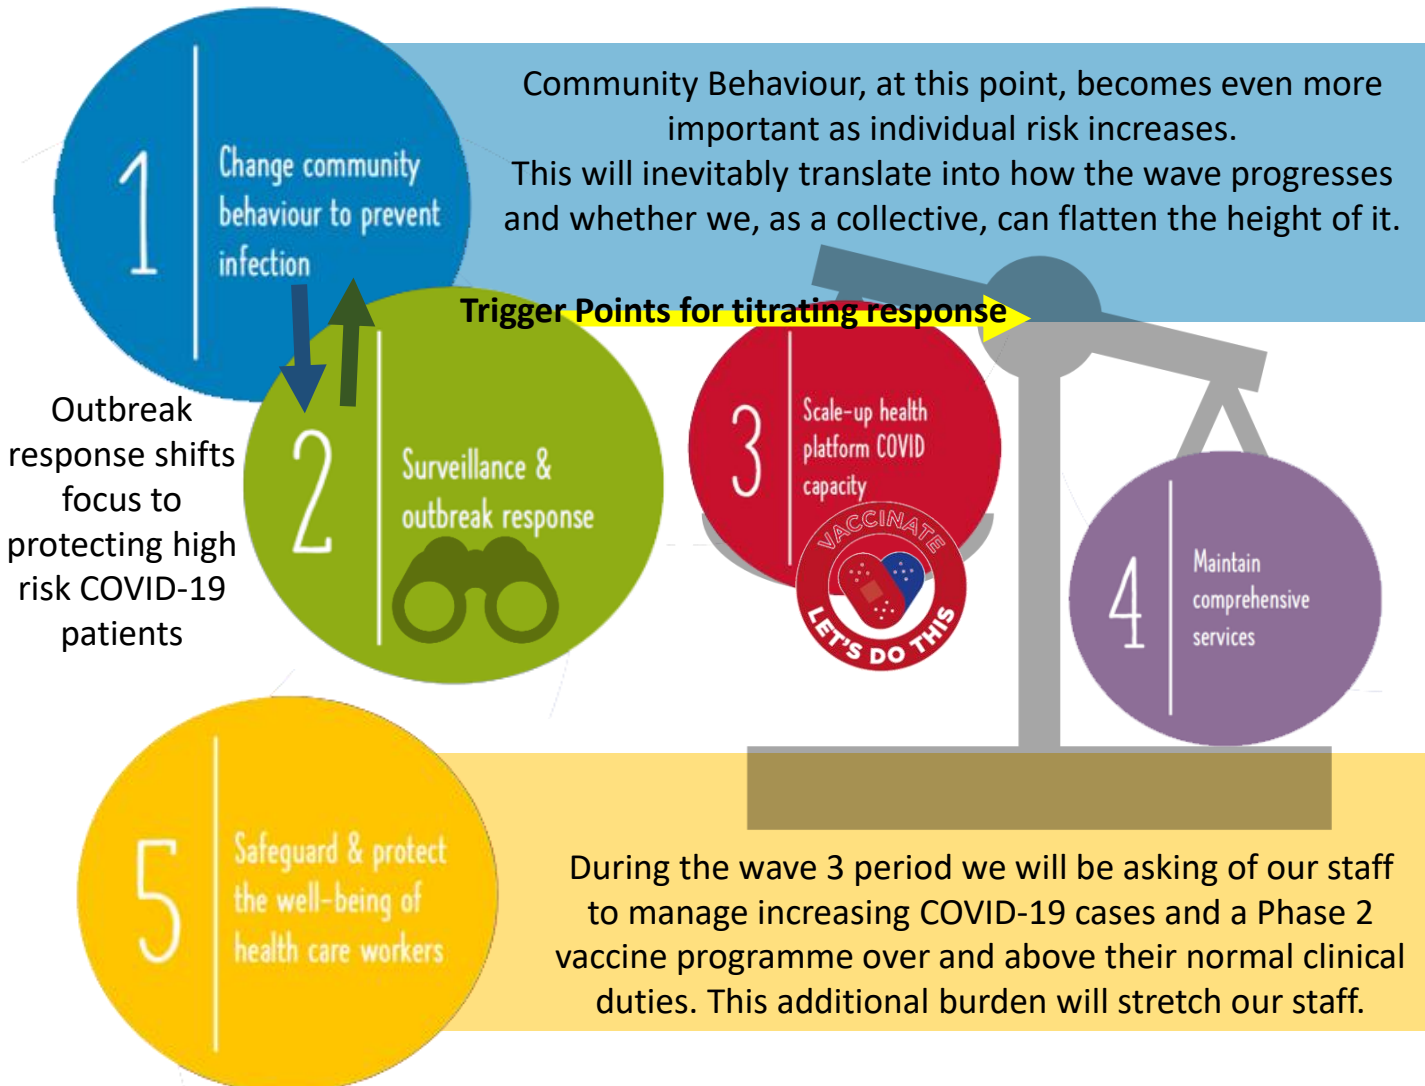 1
Change community
behaviour to prevent
infection
Community Behaviour, at this point, becomes even more
important as individual risk increases.
This will inevitably translate into how the wave progresses
and whether we, as a collective, can flatten the height of it.
Trigger Points for titrating response
Outbreak
response shifts
focus to
protecting high
risk COVID-19
patients
2
Surveillance &
outbreak response
3
Scale-up health
platform COVID
capacity
VACCINATE
LET'S DO THIS
4
Maintain
comprehensive
services
5
Safeguard & protect
the well-being of
health care workers
During the wave 3 period we will be asking of our staff
to manage increasing COVID-19 cases and a Phase 2
vaccine programme over and above their normal clinical
duties. This additional burden will stretch our staff.